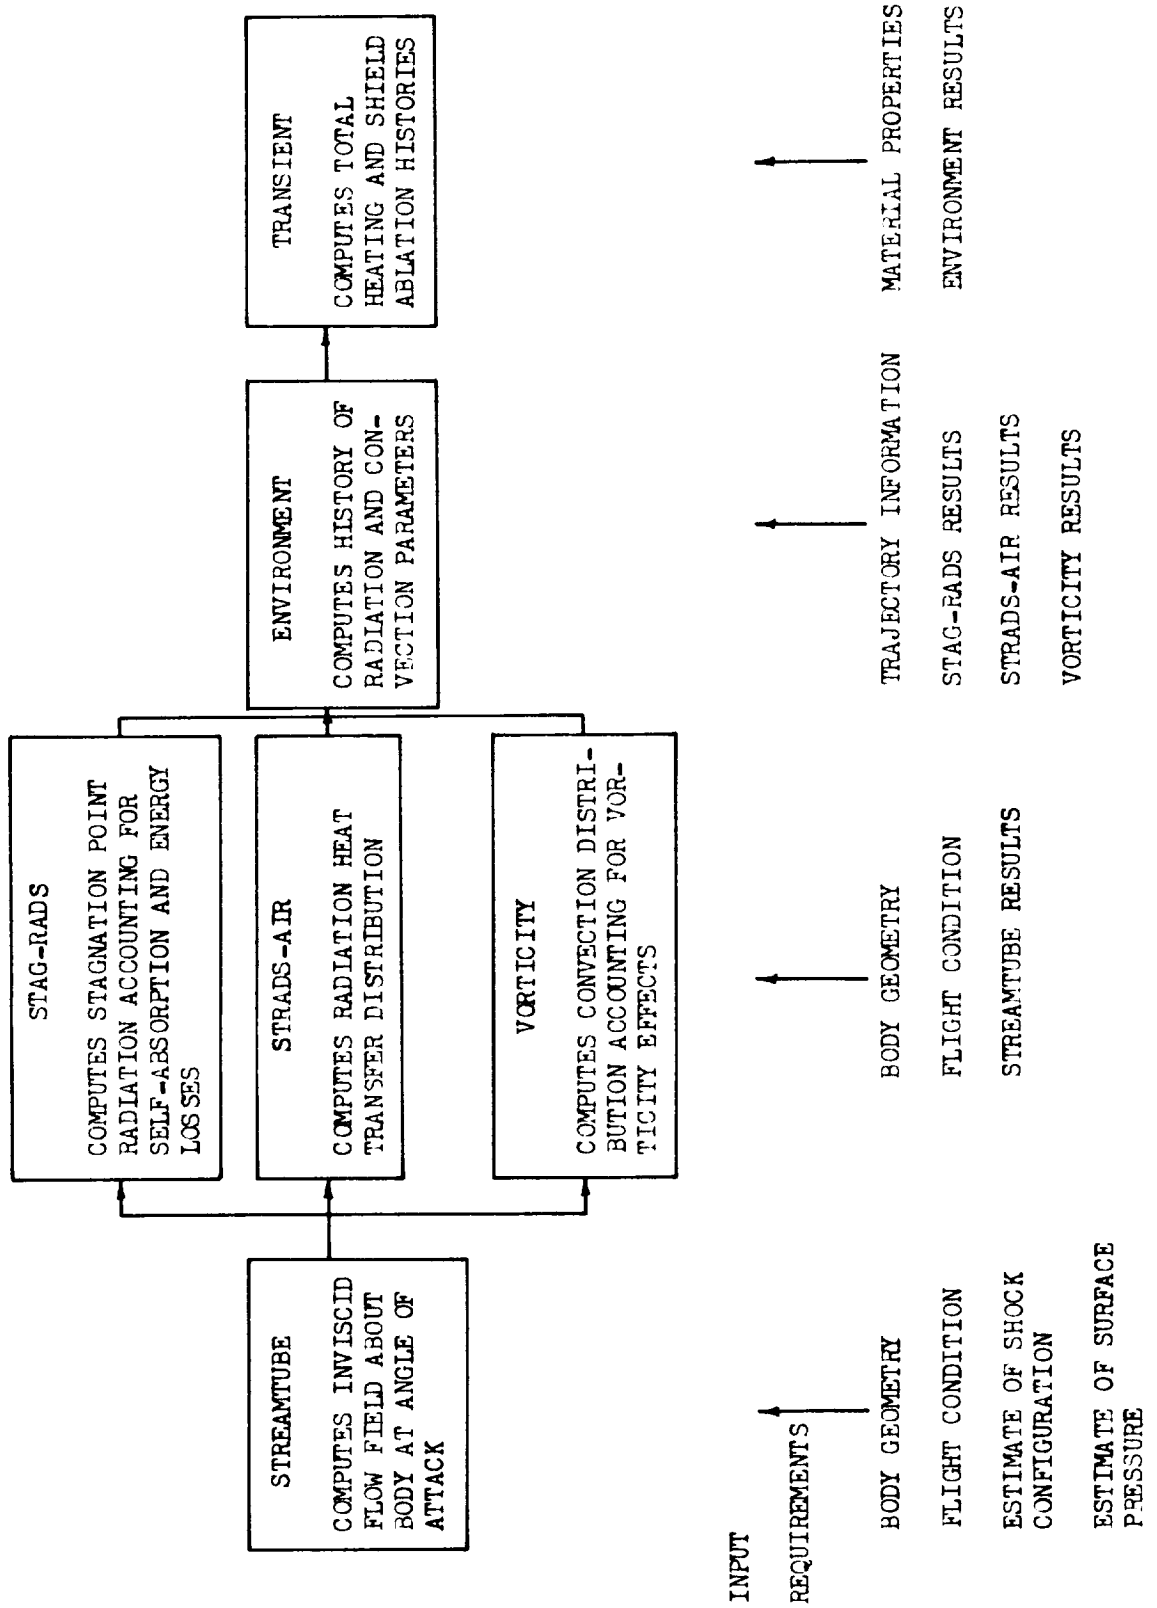 STREAMTUBE
COMPUTES INVISCID
FLOW FIELD ABOUT
BODY AT ANGLE OF
ATTACK
STAG-RADS
COMPUTES STAGNATION POINT
RADIATION ACCOUNTING FOR
SELF-ABSORPTION AND ENERGY
LOSSES
STRADS-AIR
COMPUTES RADIATION HEAT
TRANSFER DISTRIBUTION
VORTICITY
COMPUTES CONVECTION DISTRI-
BUTION ACCOUNTING FOR VOR-
TICITY EFFECTS
ENVIRONMENT
COMPUTES HISTORY OF
RADIATION AND CON-
VECTION PARAMETERS
TRANSIENT
COMPUTES TOTAL
HEATING AND SHIELD
ABLATION HISTORIES
INPUT
REQUIREMENTS
BODY GEOMETRY
FLIGHT CONDITION
ESTIMATE OF SHOCK
CONFIGURATION
ESTIMATE OF SURFACE
PRESSURE
BODY GEOMETRY
FLIGHT CONDITION
STREAMTUBE RESULTS
TRAJECTORY INFORMATION
STAG-RADS RESULTS
STRADS-AIR RESULTS
VORTICITY RESULTS
MATERIAL PROPERTIES
ENVIRONMENT RESULTS